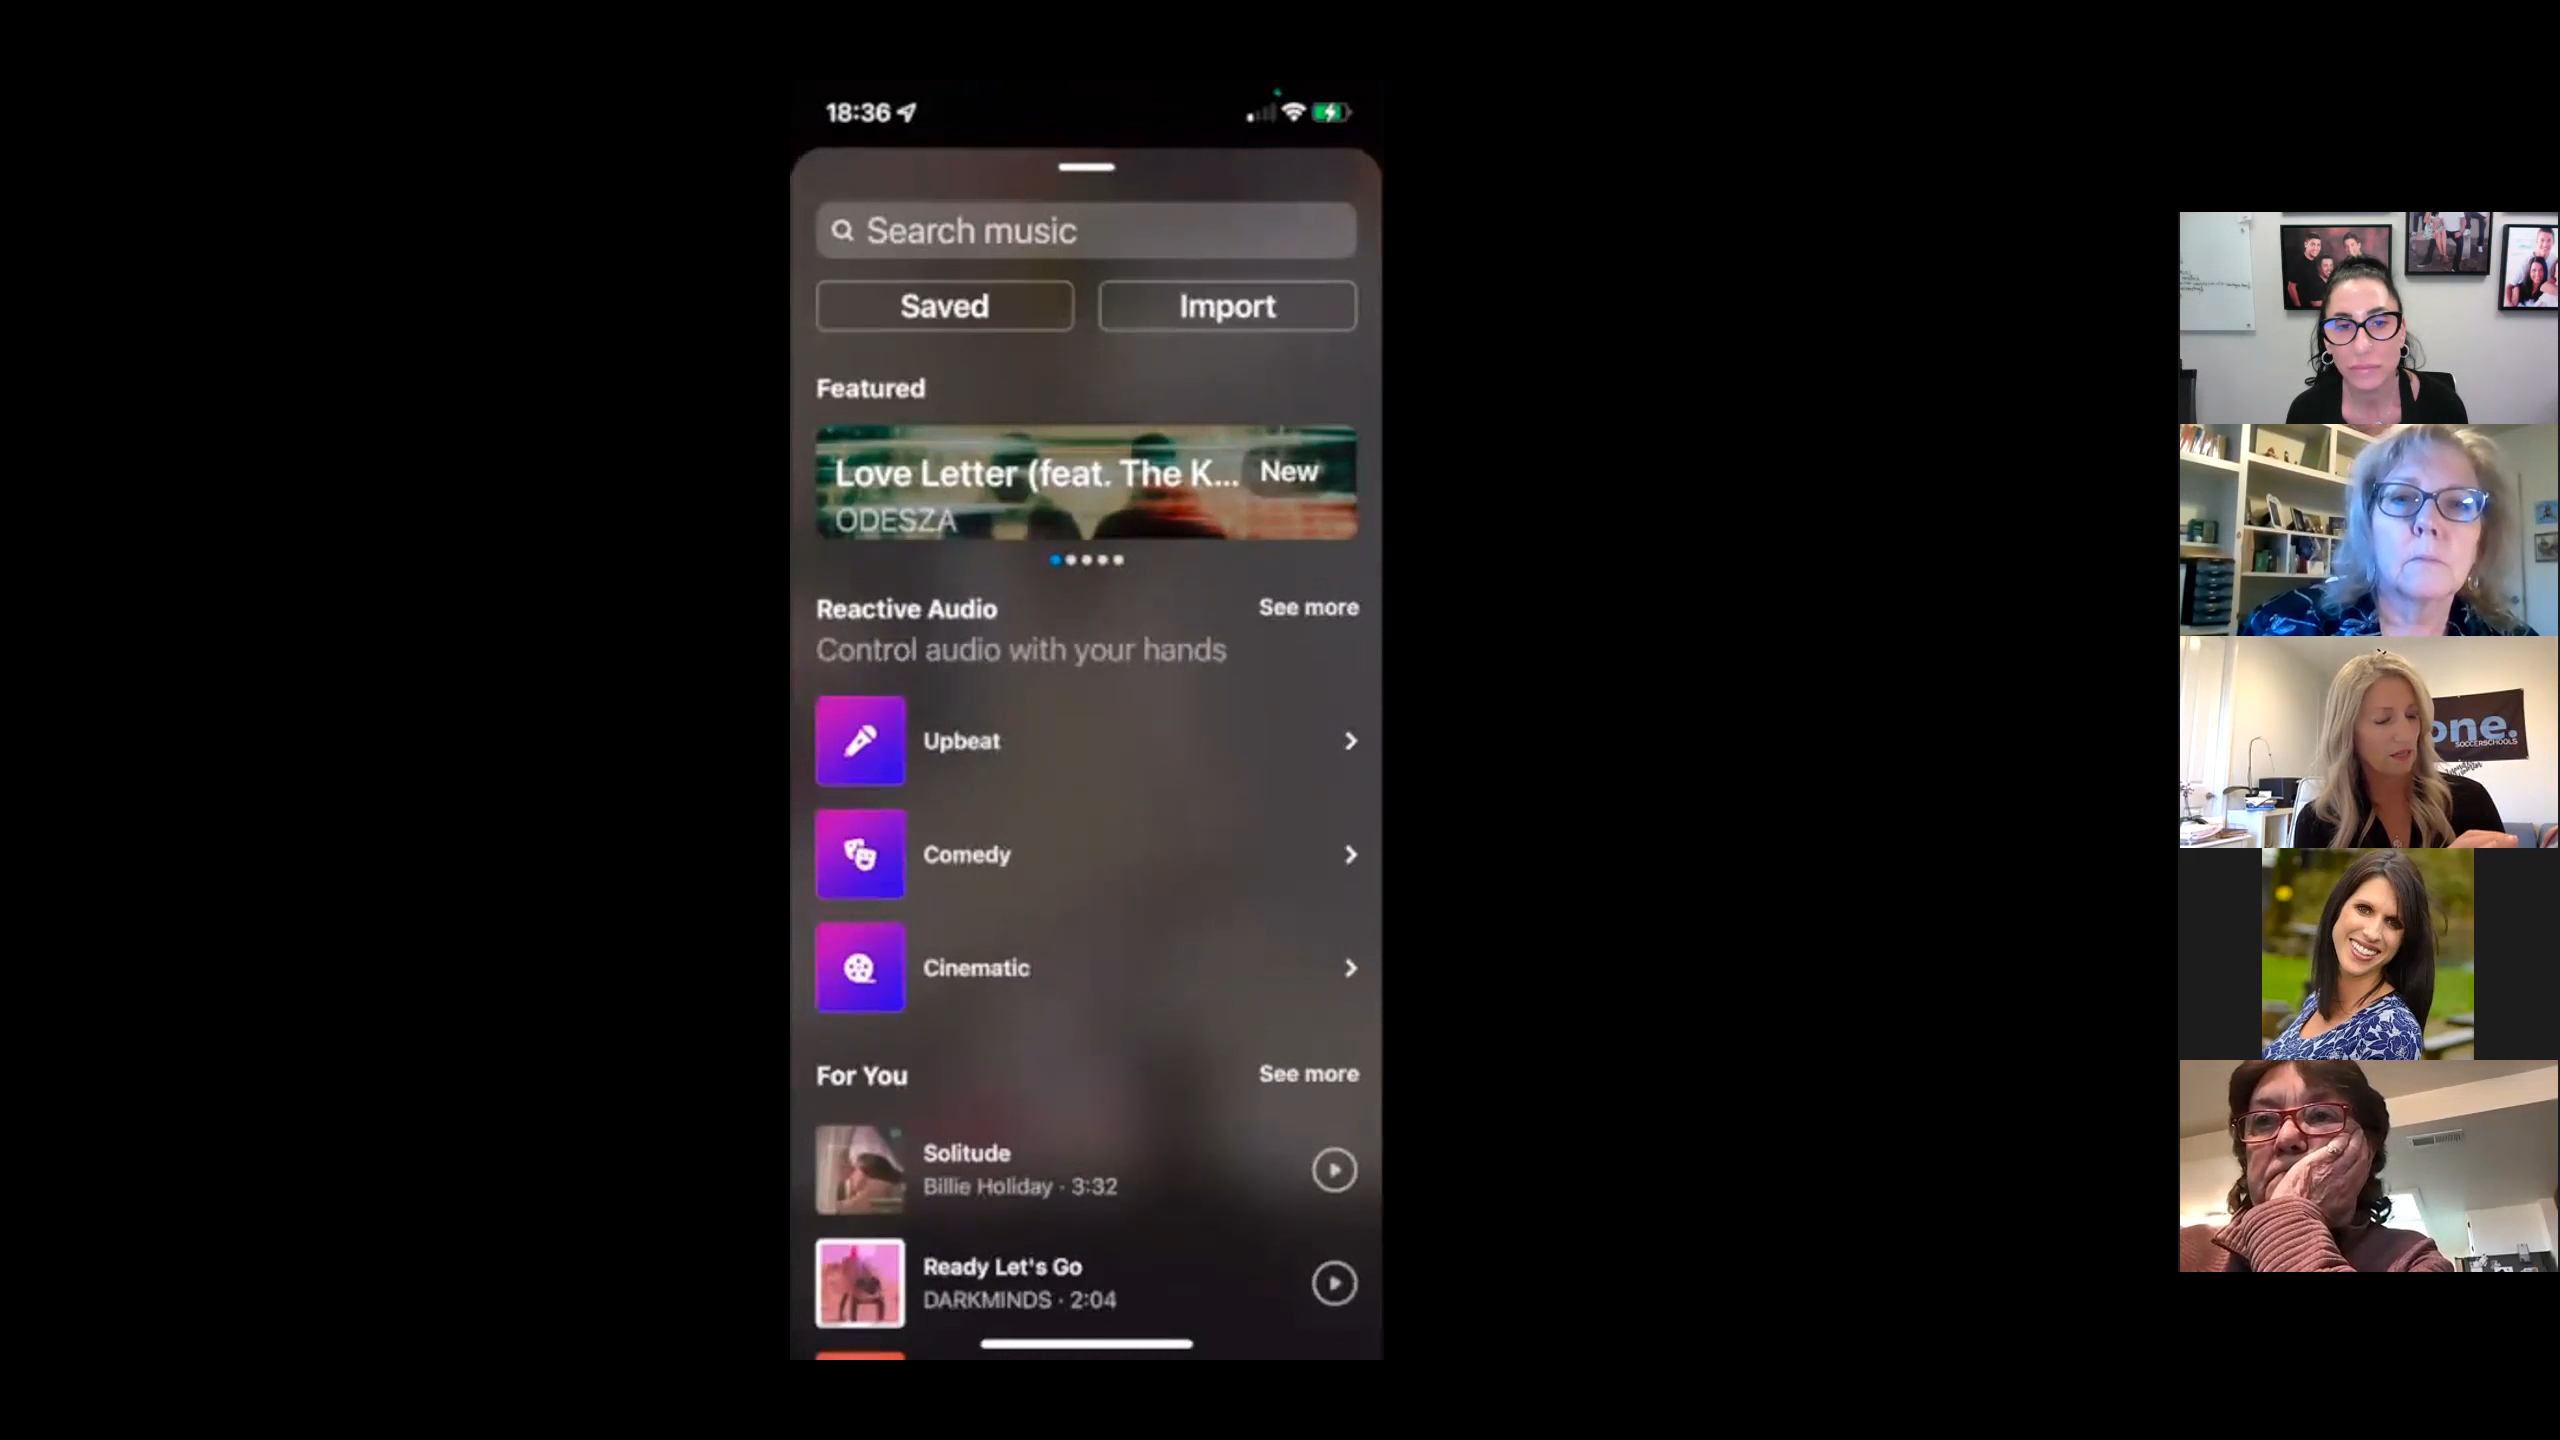 18:36
Search music
Saved
Import
Featured
Love Letter (feat. The K...
New
ODESZA
Reactive Audio
See more
Control audio with your hands
Upbeat
Comedy
Cinematic
For You
See more
Solitude
Billie Holiday · 3:32
Ready Let's Go
DARKMINDS · 2:04
one.
SOCCERSCHOOLS